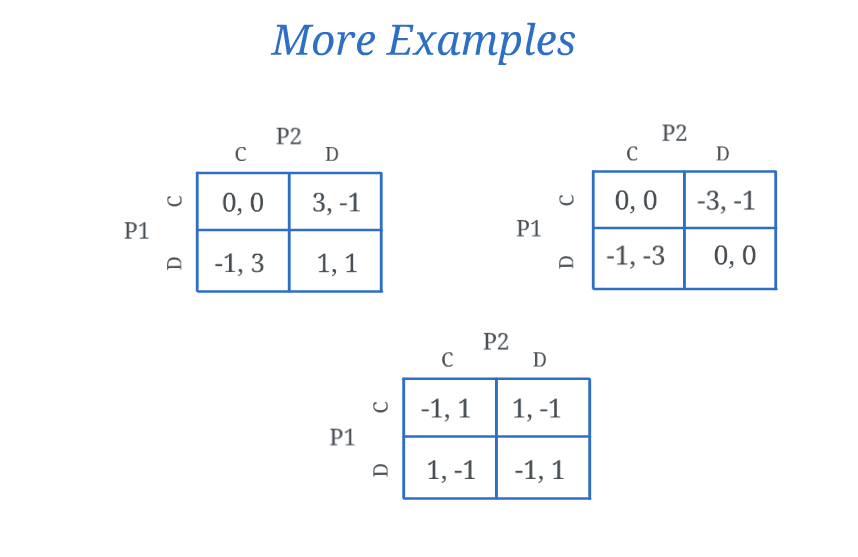 More Examples
P2
C D
C 0, 0 3, -1
P1
D -1, 3 1, 1
P2
C D
C 0, 0 -3, -1
P1
D -1, -3 0, 0
P2
C D
C -1, 1 1, -1
P1
D 1, -1 -1, 1